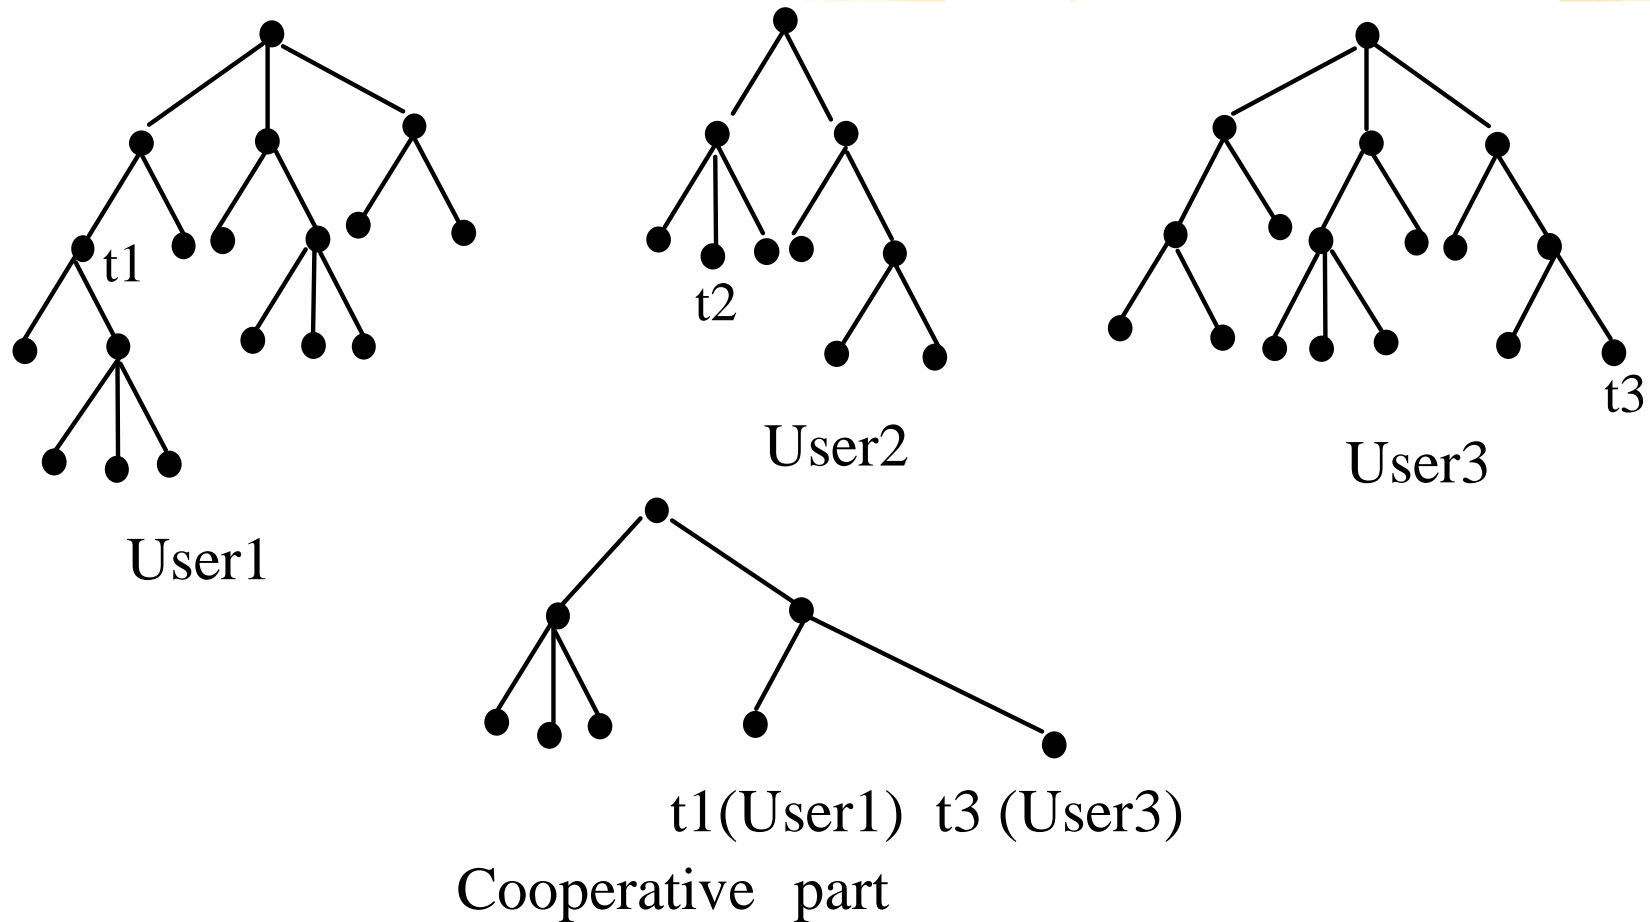 t1
t2
t3
User2
User3
User1
t1(User1) t3 (User3)
Cooperative part